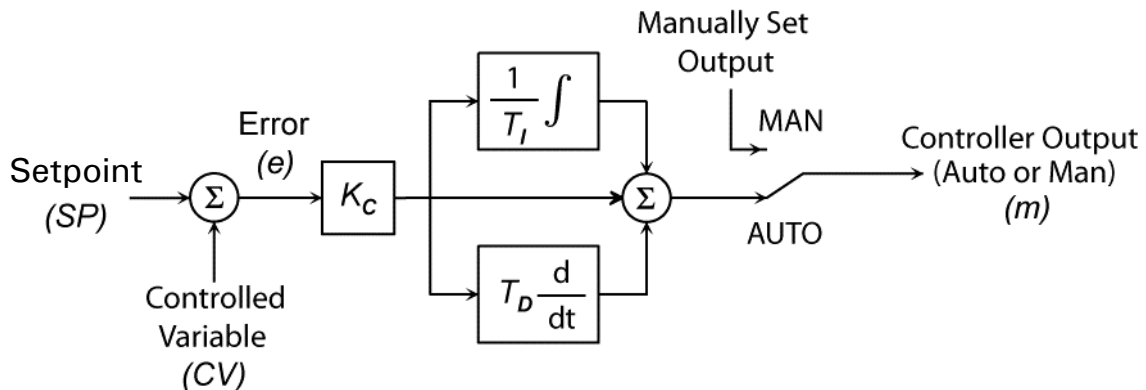 Manually Set
Output
MAN
1
T_I
∫
Error
(e)
Setpoint
(SP)
Σ
K_C
Σ
Controller Output
(Auto or Man)
(m)
AUTO
T_D
d
dt
Controlled
Variable
(CV)